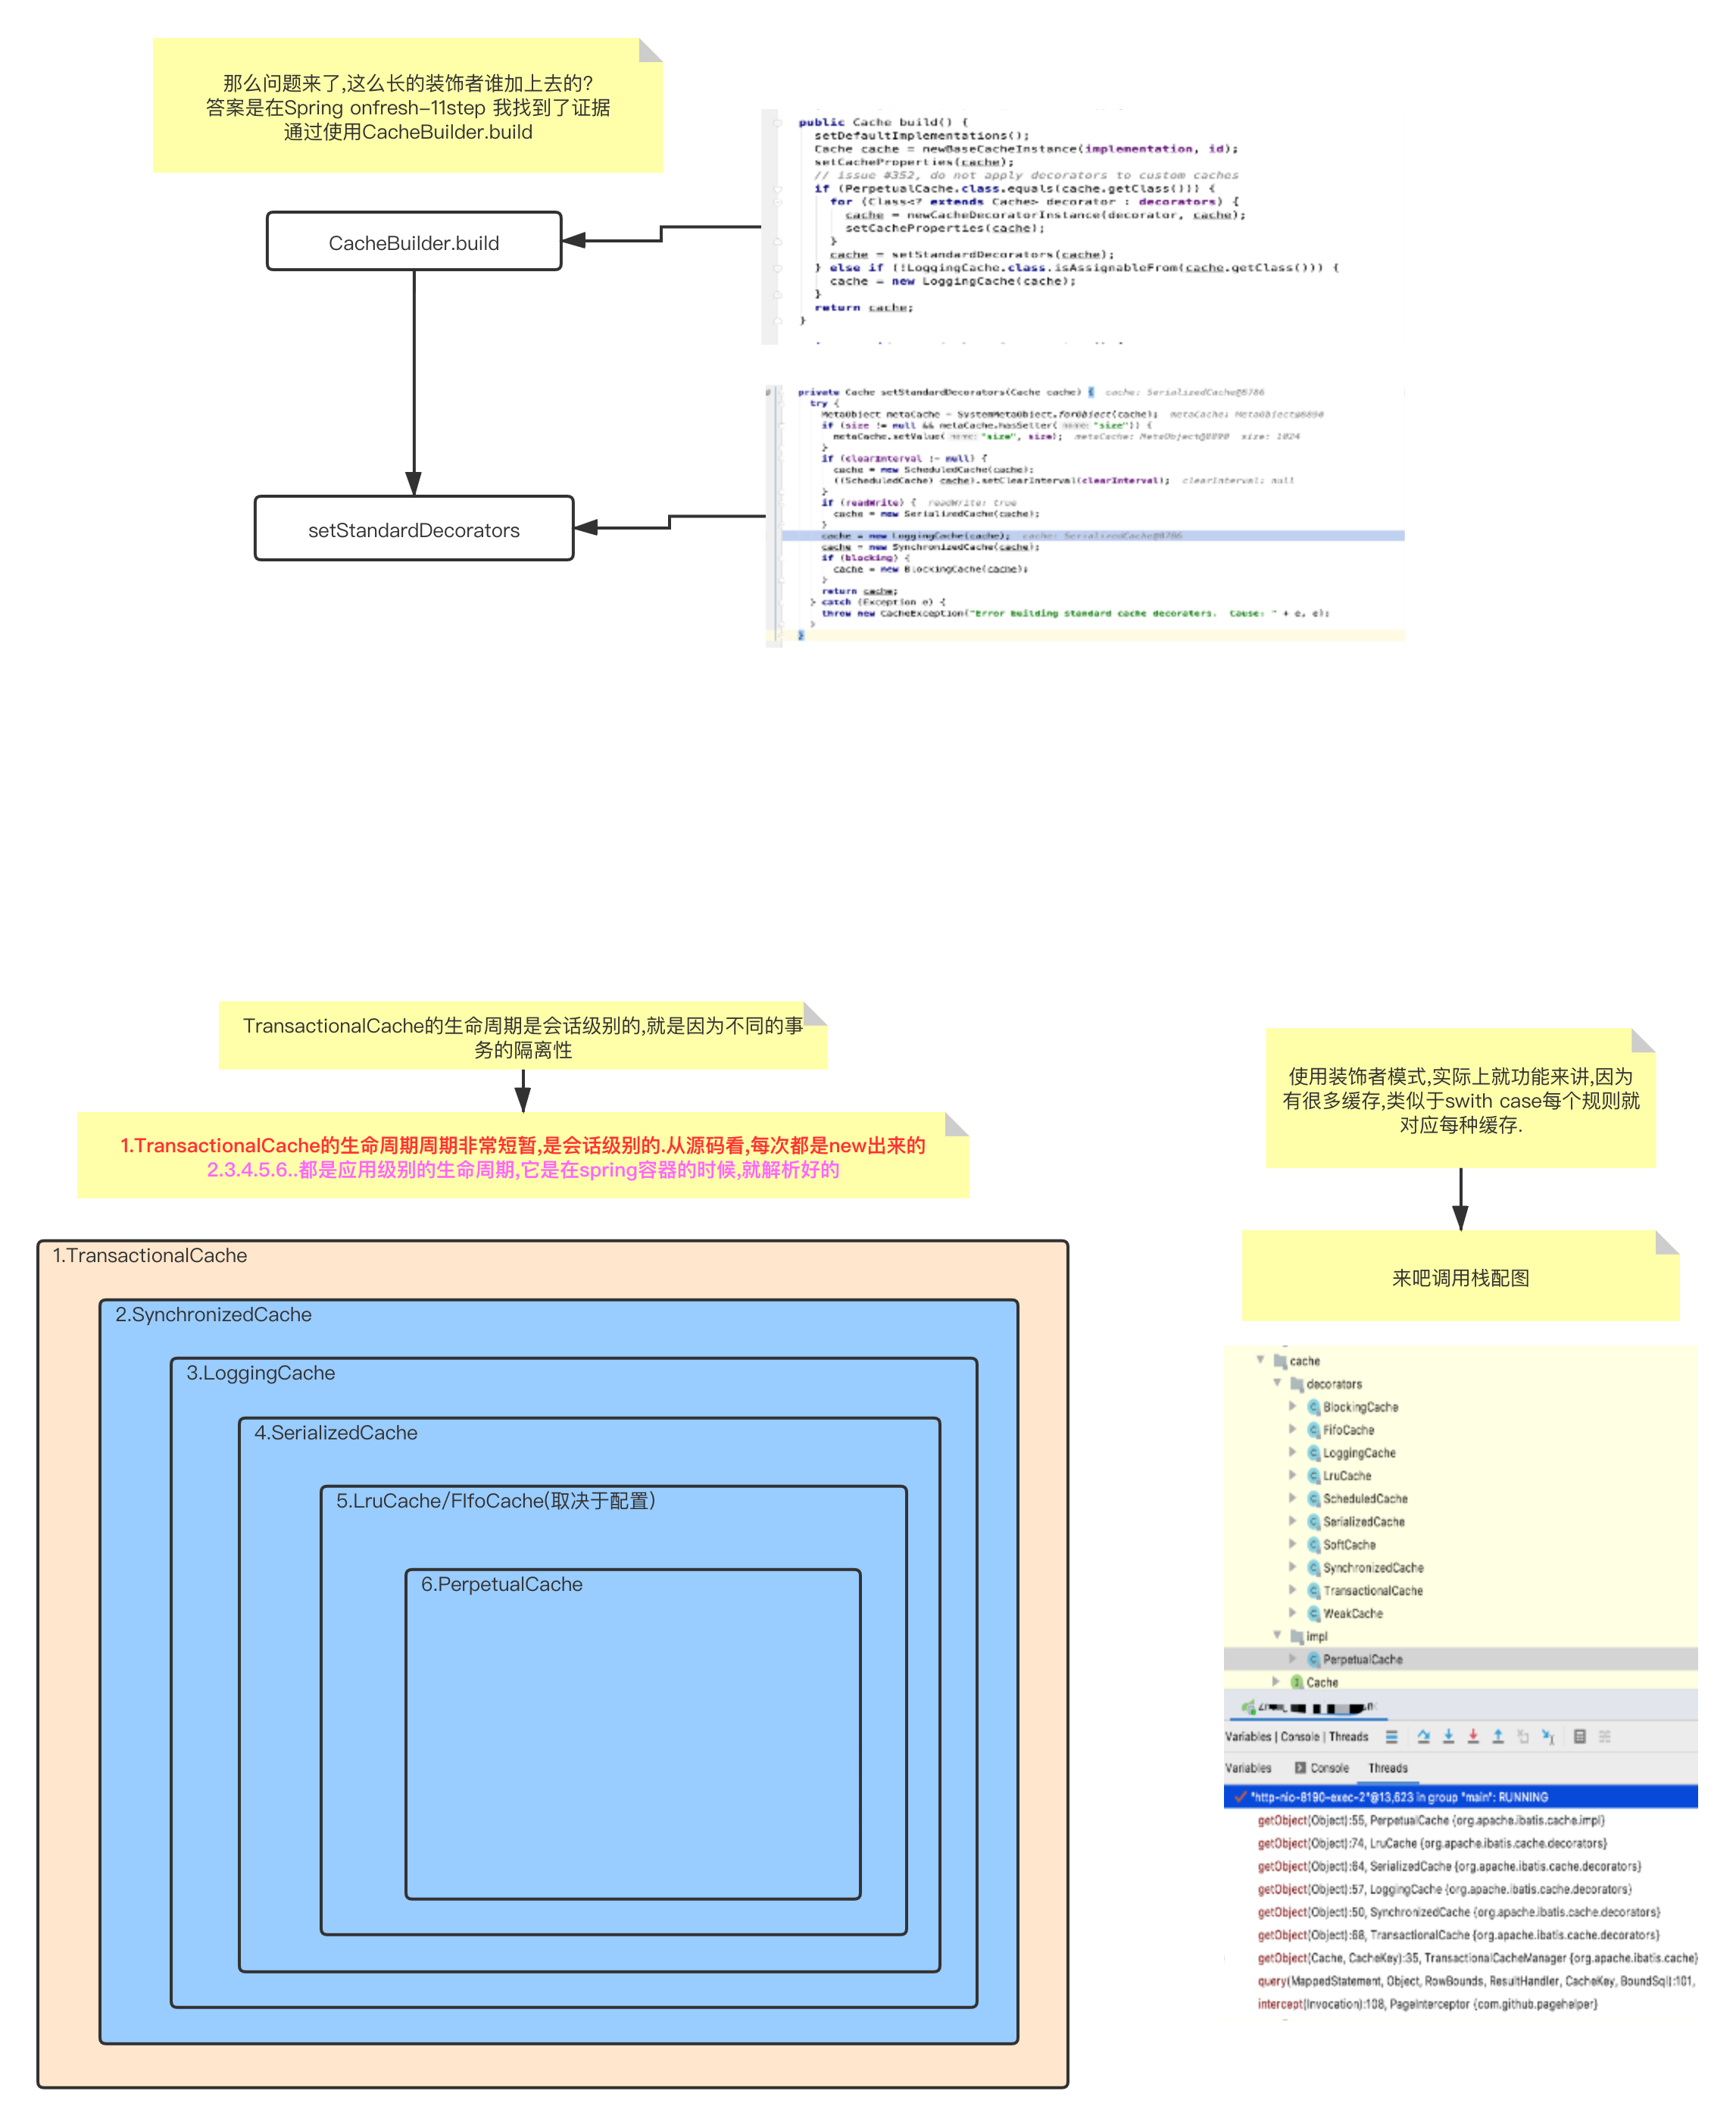 那么问题来了,这么长的装饰者谁加上去的?
答案是在Spring onfresh-11step 我找到了证据
通过使用CacheBuilder.build
CacheBuilder.build
public Cache build() {
setDefaultImplementations();
Cache cache = newBaseCacheInstance(implementation, id);
setCacheProperties(cache);
// issue #352, do not apply decorators to custom caches
if (PerpetualCache.class.equals(cache.getClass())) {
for (Class<? extends Cache> decorator : decorators) {
cache = newCacheDecoratorInstance(decorator, cache);
setCacheProperties(cache);
}
cache = setStandardDecorators(cache);
} else if (!LoggingCache.class.isAssignableFrom(cache.getClass())) {
cache = new LoggingCache(cache);
}
return cache;
}
setStandardDecorators
private Cache setStandardDecorators(Cache cache) { cache: SerializedCache@8786
try {
MetaObject metaCache = SystemMetaObject.forObject(cache); metaCache: MetaObject@8890
if (size != null && metaCache.hasSetter( name: "size")) {
metaCache.setValue( name: "size", size); metaCache: MetaObject@8890 size: 1024
}
if (clearInterval != null) {
cache = new ScheduledCache(cache);
((ScheduledCache) cache).setClearInterval(clearInterval); clearInterval: null
}
if (readWrite) { readWrite: true
cache = new SerializedCache(cache);
}
cache = new LoggingCache(cache); cache: SerializedCache@8786
cache = new SynchronizedCache(cache);
if (blocking) {
cache = new BlockingCache(cache);
}
return cache;
} catch (Exception e) {
throw new CacheException("Error building standard cache decorators. Cause: " + e, e);
}
}
TransactionalCache的生命周期是会话级别的,就是因为不同的事
务的隔离性
1.TransactionalCache的生命周期周期非常短暂,是会话级别的.从源码看,每次都是new出来的
2.3.4.5.6..都是应用级别的生命周期,它是在spring容器的时候,就解析好的
1.TransactionalCache
2.SynchronizedCache
3.LoggingCache
4.SerializedCache
5.LruCache/FIfoCache(取决于配置)
6.PerpetualCache
使用装饰者模式,实际上就功能来讲,因为
有很多缓存,类似于swith case每个规则就
对应每种缓存.
来吧调用栈配图
cache
decorators
BlockingCache
FifoCache
LoggingCache
LruCache
ScheduledCache
SerializedCache
SoftCache
SynchronizedCache
TransactionalCache
WeakCache
impl
PerpetualCache
Cache
Variables | Console | Threads
Variables Console Threads
"http-nio-8190-exec-2"@13,623 in group "main": RUNNING
getObject(Object):55, PerpetualCache {org.apache.ibatis.cache.impl}
getObject(Object):74, LruCache {org.apache.ibatis.cache.decorators}
getObject(Object):64, SerializedCache {org.apache.ibatis.cache.decorators}
getObject(Object):57, LoggingCache {org.apache.ibatis.cache.decorators}
getObject(Object):50, SynchronizedCache {org.apache.ibatis.cache.decorators}
getObject(Object):68, TransactionalCache {org.apache.ibatis.cache.decorators}
getObject(Cache, CacheKey):35, TransactionalCacheManager {org.apache.ibatis.cache}
query(MappedStatement, Object, RowBounds, ResultHandler, CacheKey, BoundSql):101,
intercept(Invocation):108, PageInterceptor {com.github.pagehelper}